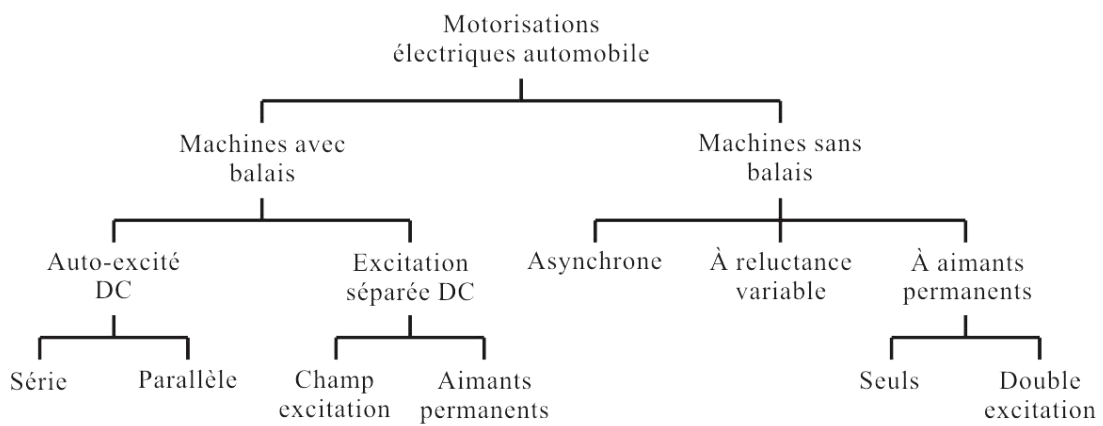 Motorisations
électriques automobile
Machines avec
balais
Machines sans
balais
Auto-excité
DC
Excitation
séparée DC
Asynchrone
À reluctance
variable
À aimants
permanents
Série
Parallèle
Champ
excitation
Aimants
permanents
Seuls
Double
excitation